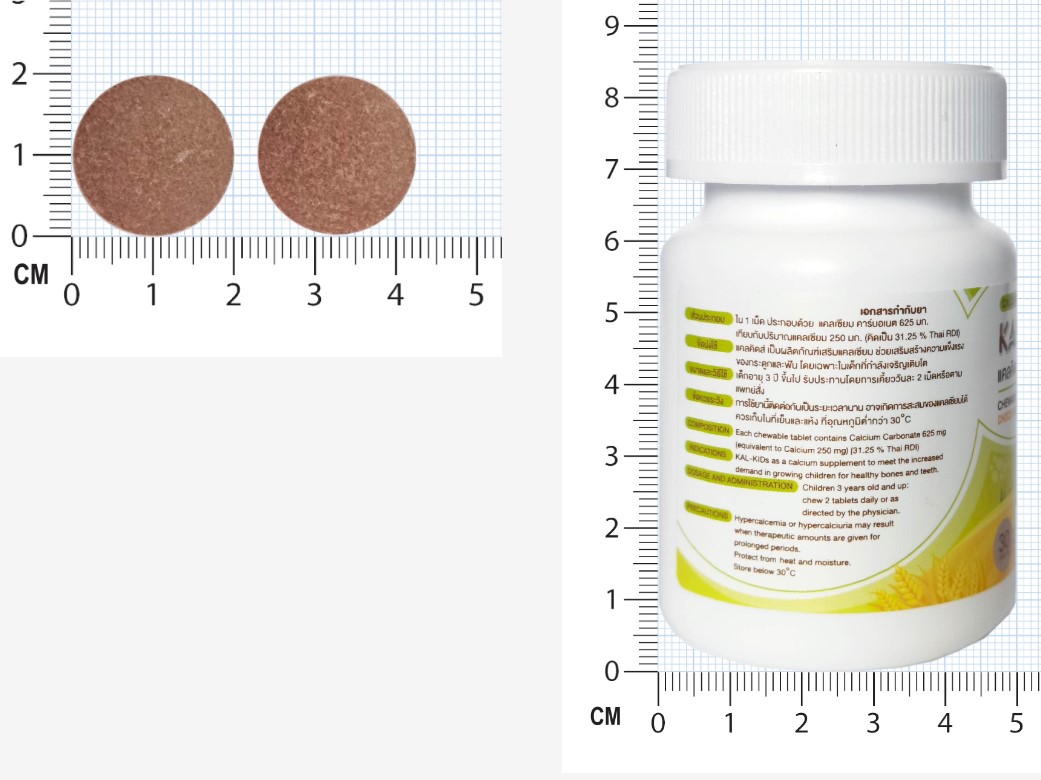 2
1
0
CM
0 1 2 3 4 5
9
8
7
6
5
4
3
2
1
0
CM
0 1 2 3 4 5
เอกสารกำกับยา
ส่วนประกอบ ใน 1 เม็ด ประกอบด้วย แคลเซียม คาร์บอเนต 625 มก.
เทียบกับปริมาณแคลเซียม 250 มก. (คิดเป็น 31.25 % Thai RDI)
ข้อบ่งใช้ แคลคิดส์ เป็นผลิตภัณฑ์เสริมแคลเซียม ช่วยเสริมสร้างความแข็งแรง
ของกระดูกและฟัน โดยเฉพาะในเด็กที่กำลังเจริญเติบโต
ขนาดและวิธีใช้ เด็กอายุ 3 ปี ขึ้นไป รับประทานโดยการเคี้ยววันละ 2 เม็ดหรือตาม
แพทย์สั่ง
ข้อควรระวัง การใช้ยานี้ติดต่อกันเป็นระยะเวลานาน อาจเกิดการสะสมของแคลเซียมได้
ควรเก็บในที่เย็นและแห้ง ที่อุณหภูมิต่ำกว่า 30°C
COMPOSITION Each chewable tablet contains Calcium Carbonate 625 mg
(equivalent to Calcium 250 mg) (31.25 % Thai RDI)
INDICATIONS KAL-KIDs as a calcium supplement to meet the increased
demand in growing children for healthy bones and teeth.
DOSAGE AND ADMINISTRATION Children 3 years old and up:
chew 2 tablets daily or as
directed by the physician.
PRECAUTIONS Hypercalcemia or hypercalciuria may result
when therapeutic amounts are given for
prolonged periods.
Protect from heat and moisture.
Store below 30°C